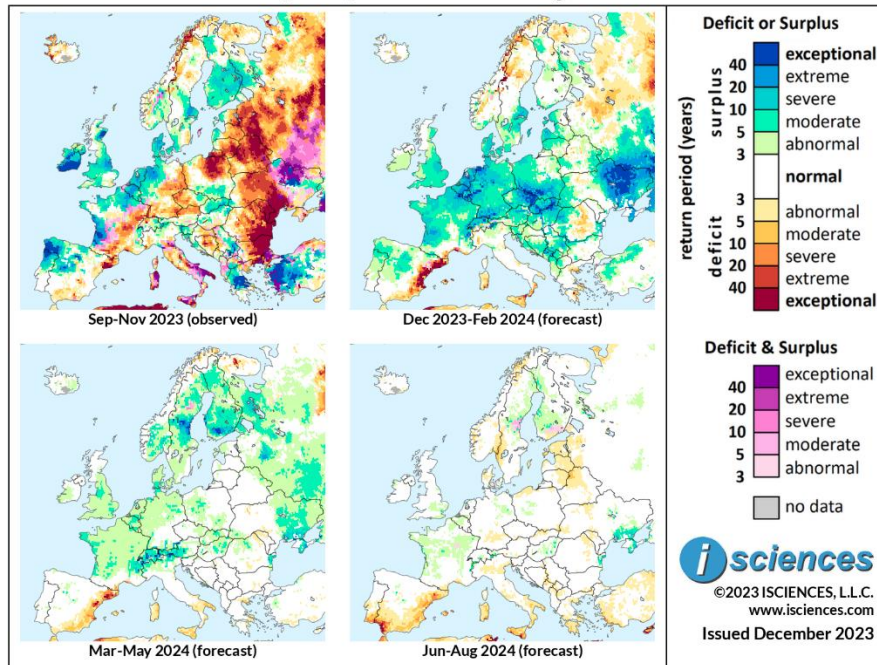 Sep-Nov 2023 (observed)
Dec 2023-Feb 2024 (forecast)
Mar-May 2024 (forecast)
Jun-Aug 2024 (forecast)
Deficit or Surplus
return period (years)
deficit
surplus
40
20
10
5
3
3
5
10
20
40
exceptional
extreme
severe
moderate
abnormal
normal
abnormal
moderate
severe
extreme
exceptional
Deficit & Surplus
40
20
10
5
3
exceptional
extreme
severe
moderate
abnormal
no data
i sciences
©2023 ISCIENCES, L.L.C.
www.isciences.com
Issued December 2023